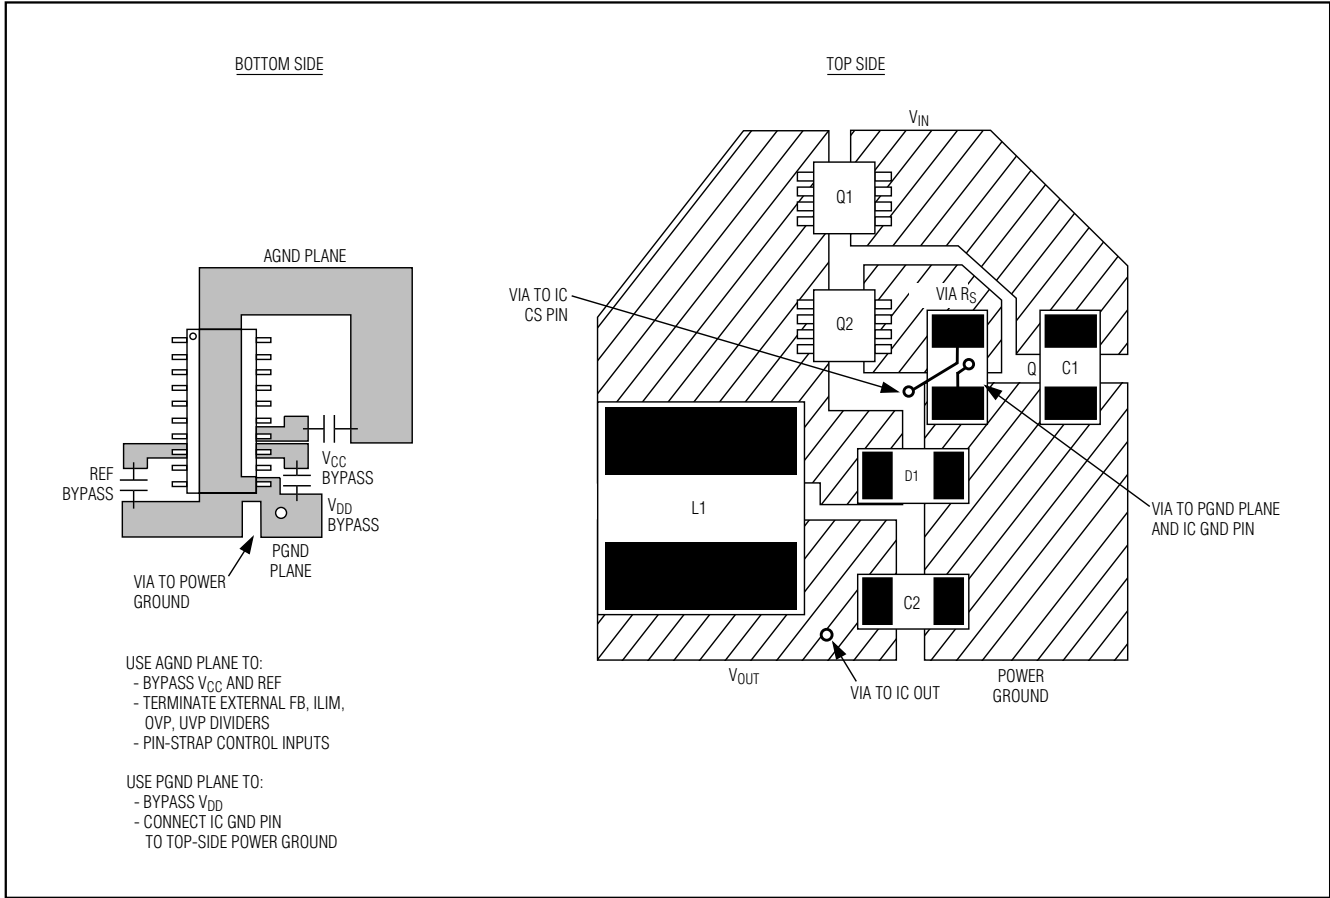 BOTTOM SIDE
AGND PLANE
REF
BYPASS
VCC
BYPASS
VDD
BYPASS
PGND
PLANE
VIA TO POWER
GROUND
USE AGND PLANE TO:
- BYPASS VCC AND REF
- TERMINATE EXTERNAL FB, ILIM,
OVP, UVP DIVIDERS
- PIN-STRAP CONTROL INPUTS
USE PGND PLANE TO:
- BYPASS VDD
- CONNECT IC GND PIN
TO TOP-SIDE POWER GROUND
TOP SIDE
VIN
Q1
VIA TO IC
CS PIN
Q2
VIA RS
Q
C1
L1
D1
VIA TO PGND PLANE
AND IC GND PIN
C2
VOUT
VIA TO IC OUT
POWER
GROUND